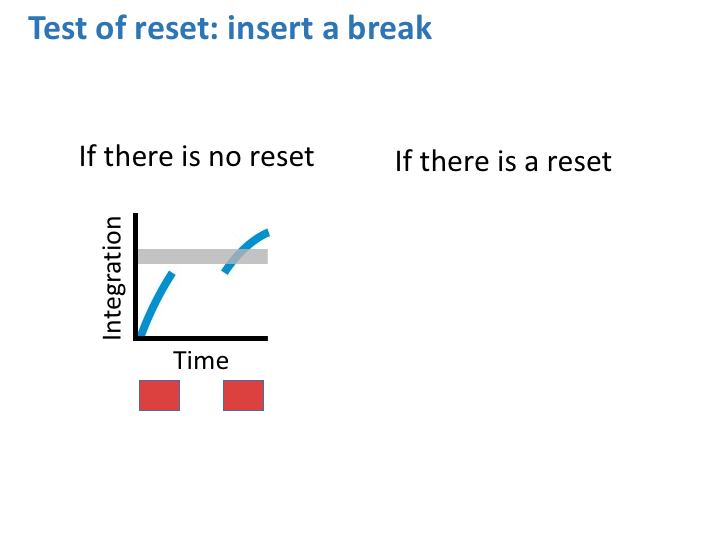 Test of reset: insert a break
If there is no reset
If there is a reset
Integration
Time